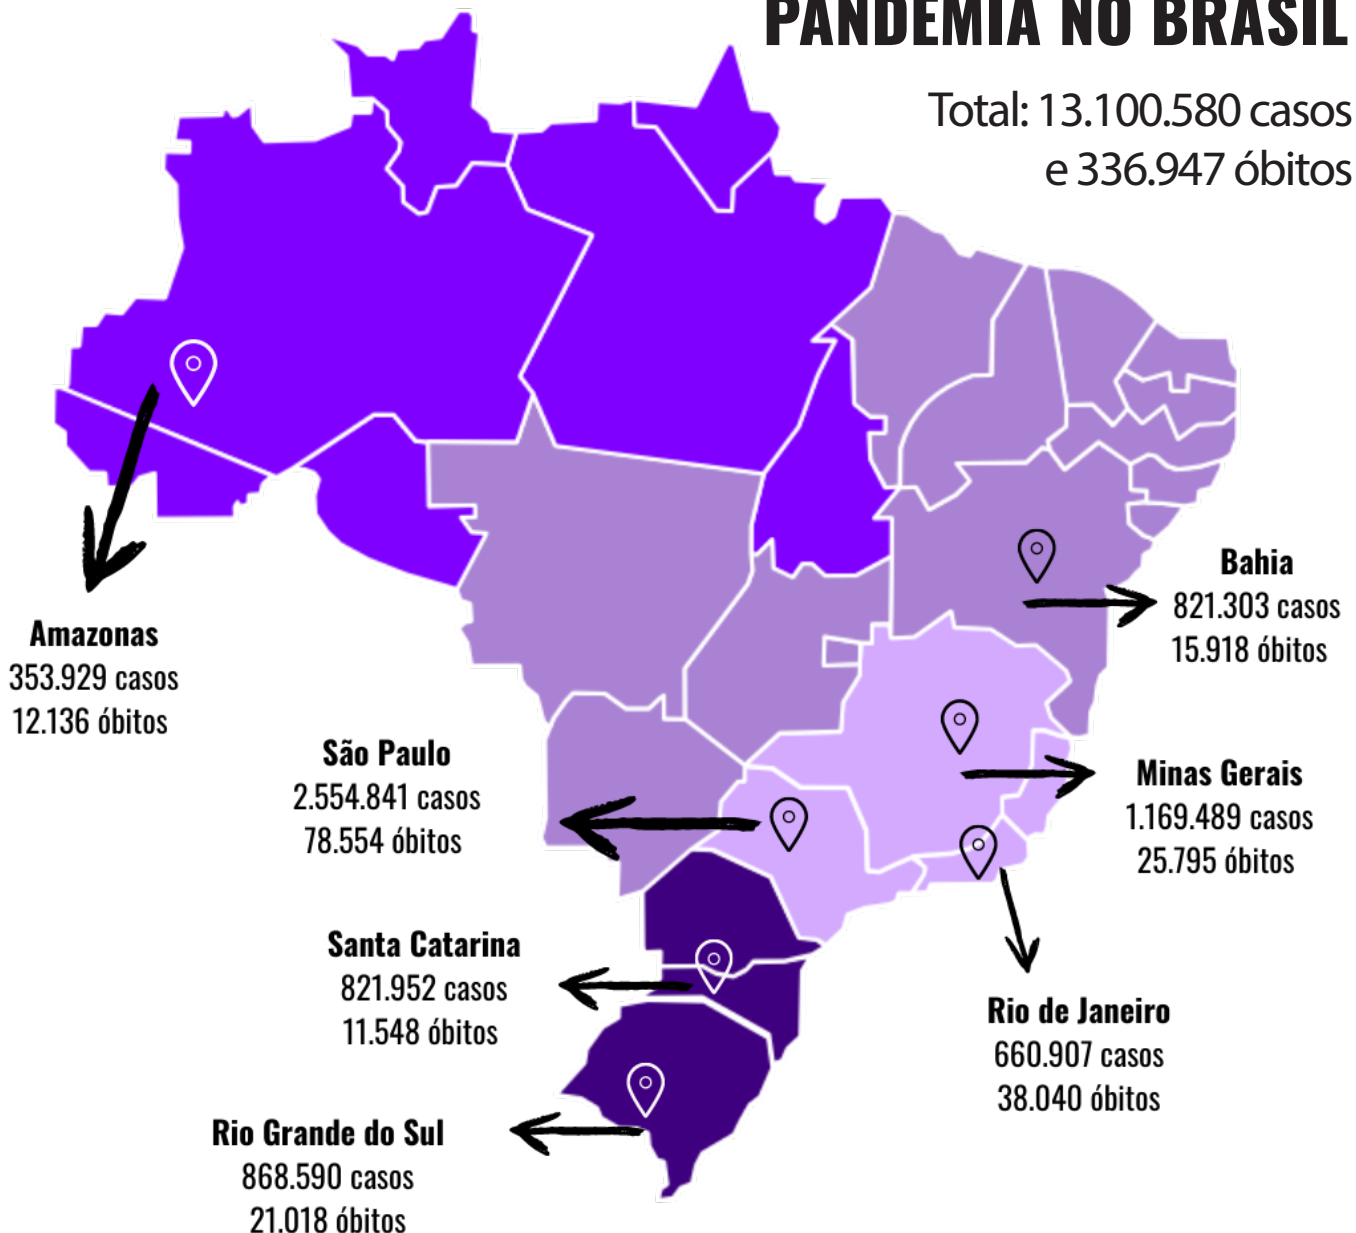 PANDEMIA NO BRASIL
Total: 13.100.580 casos
e 336.947 óbitos
Bahia
821.303 casos
15.918 óbitos
Amazonas
353.929 casos
12.136 óbitos
São Paulo
2.554.841 casos
78.554 óbitos
Minas Gerais
1.169.489 casos
25.795 óbitos
Santa Catarina
821.952 casos
11.548 óbitos
Rio de Janeiro
660.907 casos
38.040 óbitos
Rio Grande do Sul
868.590 casos
21.018 óbitos